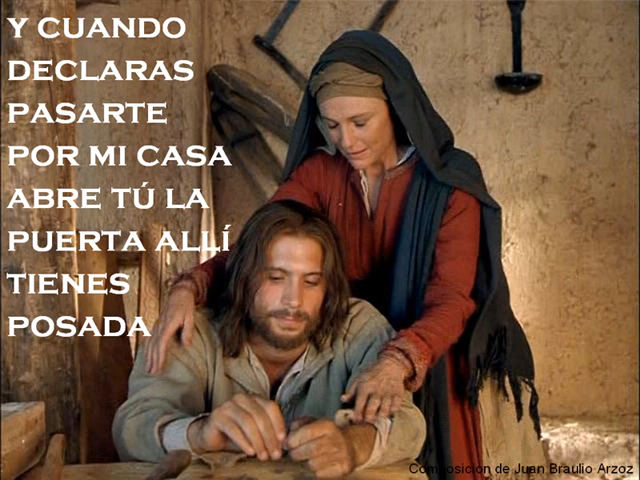 Y CUANDO
DECLARAS
PASARTE
POR MI CASA
ABRE TÚ LA
PUERTA ALLÍ
TIENES
POSADA
Composición de Juan Braulio Arzoz